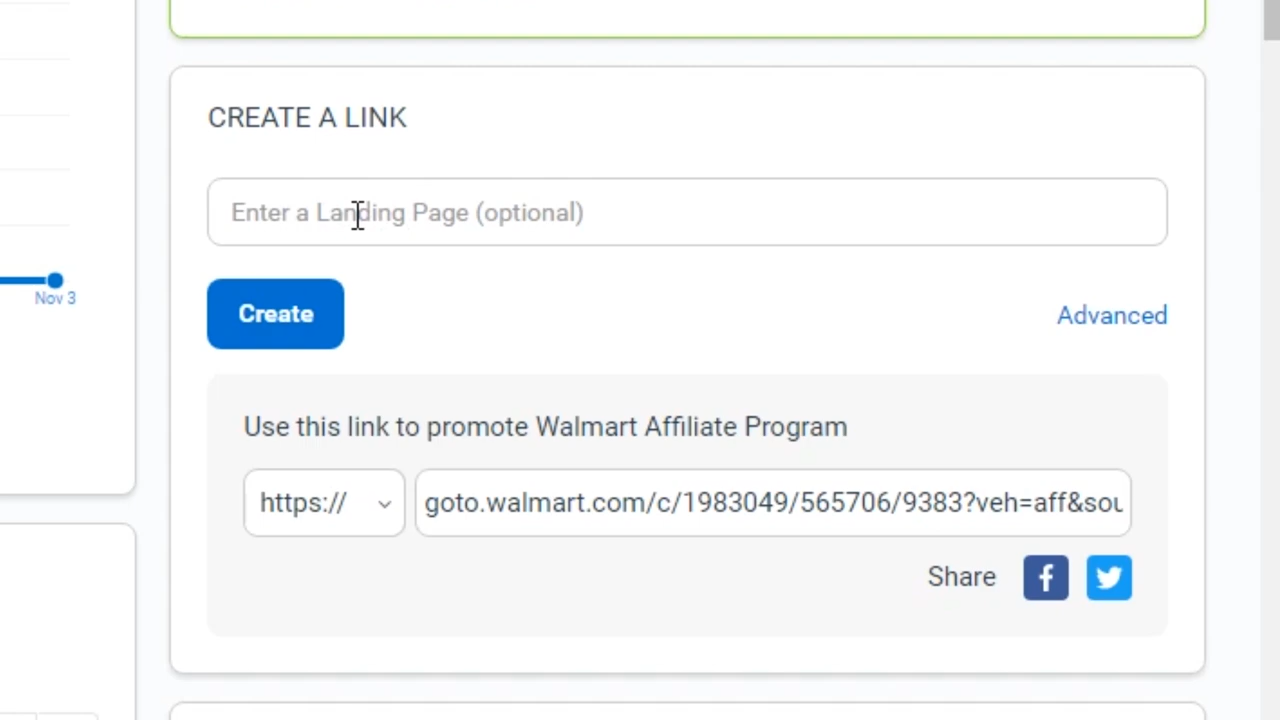 CREATE A LINK
Enter a Landing Page (optional)
Nov 3
Create
Advanced
Use this link to promote Walmart Affiliate Program
https://
goto.walmart.com/c/1983049/565706/9383?veh=aff&sou
Share